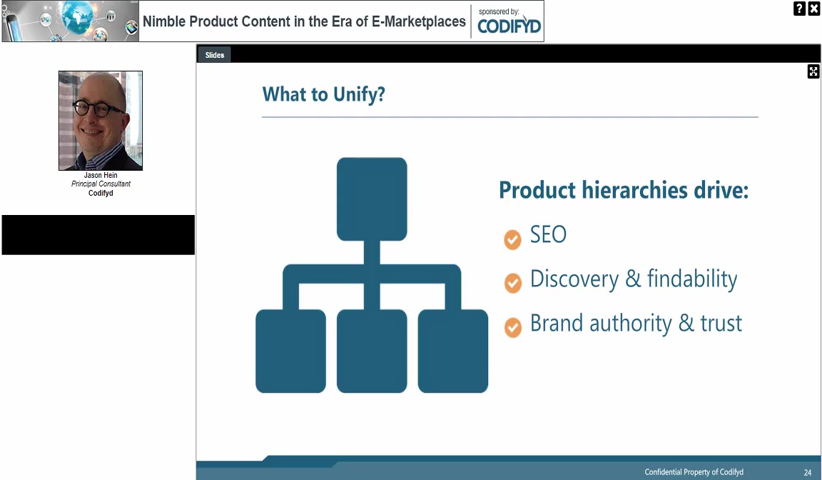 Nimble Product Content in the Era of E-Marketplaces
sponsored by:
CODIFYD
? X
Slides
Jason Hein
Principal Consultant
Codifyd
What to Unify?
Product hierarchies drive:
SEO
Discovery & findability
Brand authority & trust
Confidential Property of Codifyd
24